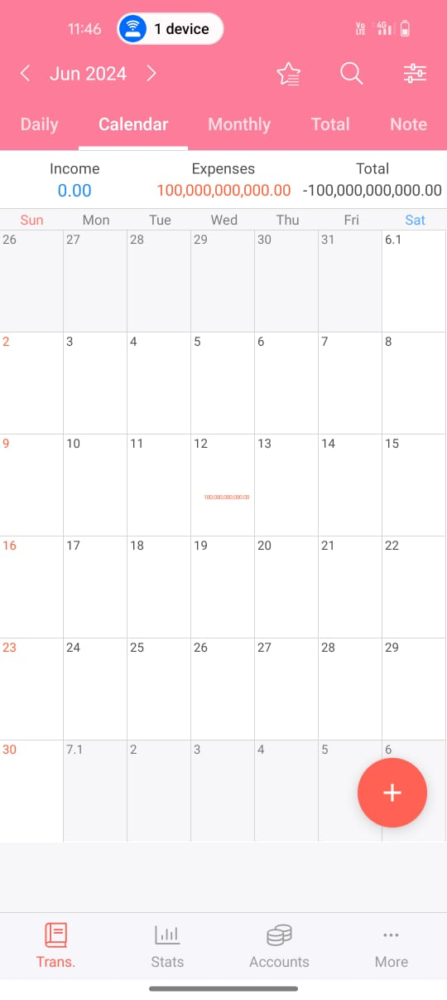 11:46 1 device VoLTE 4G
Jun 2024
Daily Calendar Monthly Total Note
Income Expenses Total
0.00 100,000,000,000.00 -100,000,000,000.00
Sun Mon Tue Wed Thu Fri Sat
26 27 28 29 30 31 6.1
2 3 4 5 6 7 8
9 10 11 12 13 14 15
100,000,000,000.00
16 17 18 19 20 21 22
23 24 25 26 27 28 29
30 7.1 2 3 4 5 6
+
Trans. Stats Accounts More